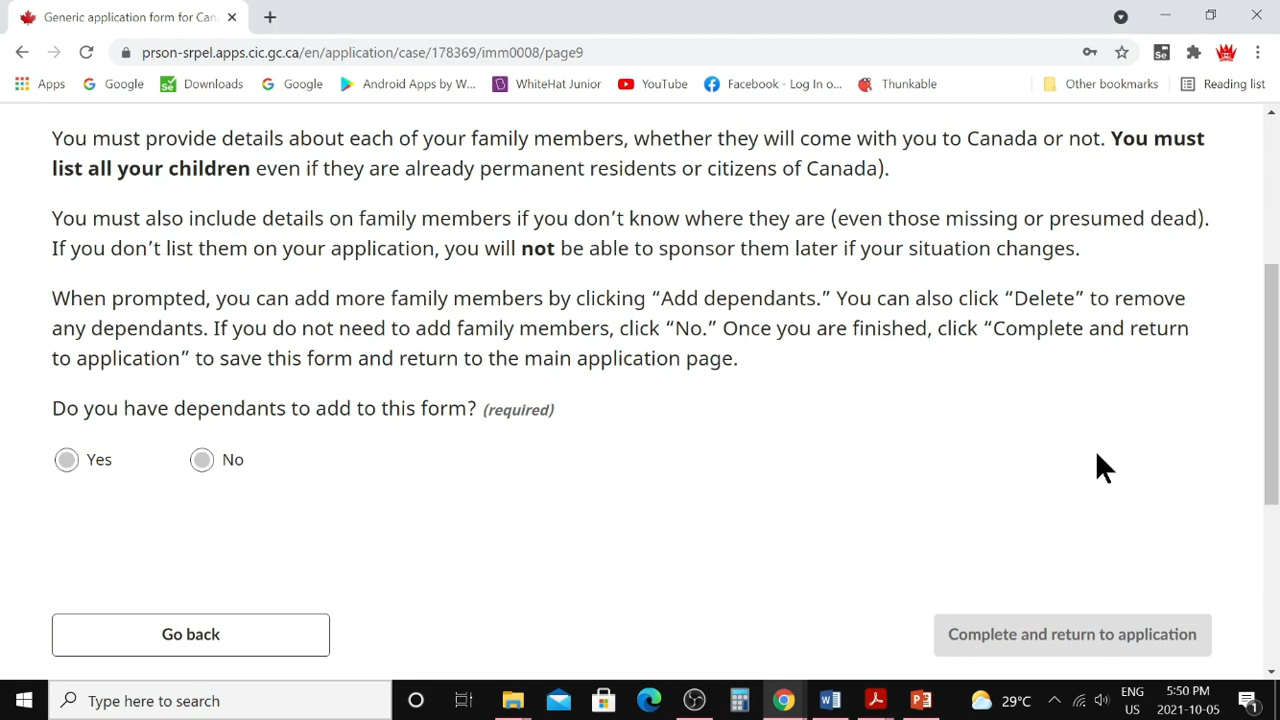 Generic application form for Can
prson-srpel.apps.cic.gc.ca/en/application/case/178369/imm0008/page9
Apps Google Downloads Google Android Apps by W... WhiteHat Junior YouTube Facebook - Log In o... Thunkable Other bookmarks Reading list
You must provide details about each of your family members, whether they will come with you to Canada or not. You must
list all your children even if they are already permanent residents or citizens of Canada).
You must also include details on family members if you don’t know where they are (even those missing or presumed dead).
If you don’t list them on your application, you will not be able to sponsor them later if your situation changes.
When prompted, you can add more family members by clicking “Add dependants.” You can also click “Delete” to remove
any dependants. If you do not need to add family members, click “No.” Once you are finished, click “Complete and return
to application” to save this form and return to the main application page.
Do you have dependants to add to this form? (required)
Yes No
Go back Complete and return to application
Type here to search 29°C ENG US 5:50 PM 2021-10-05 1